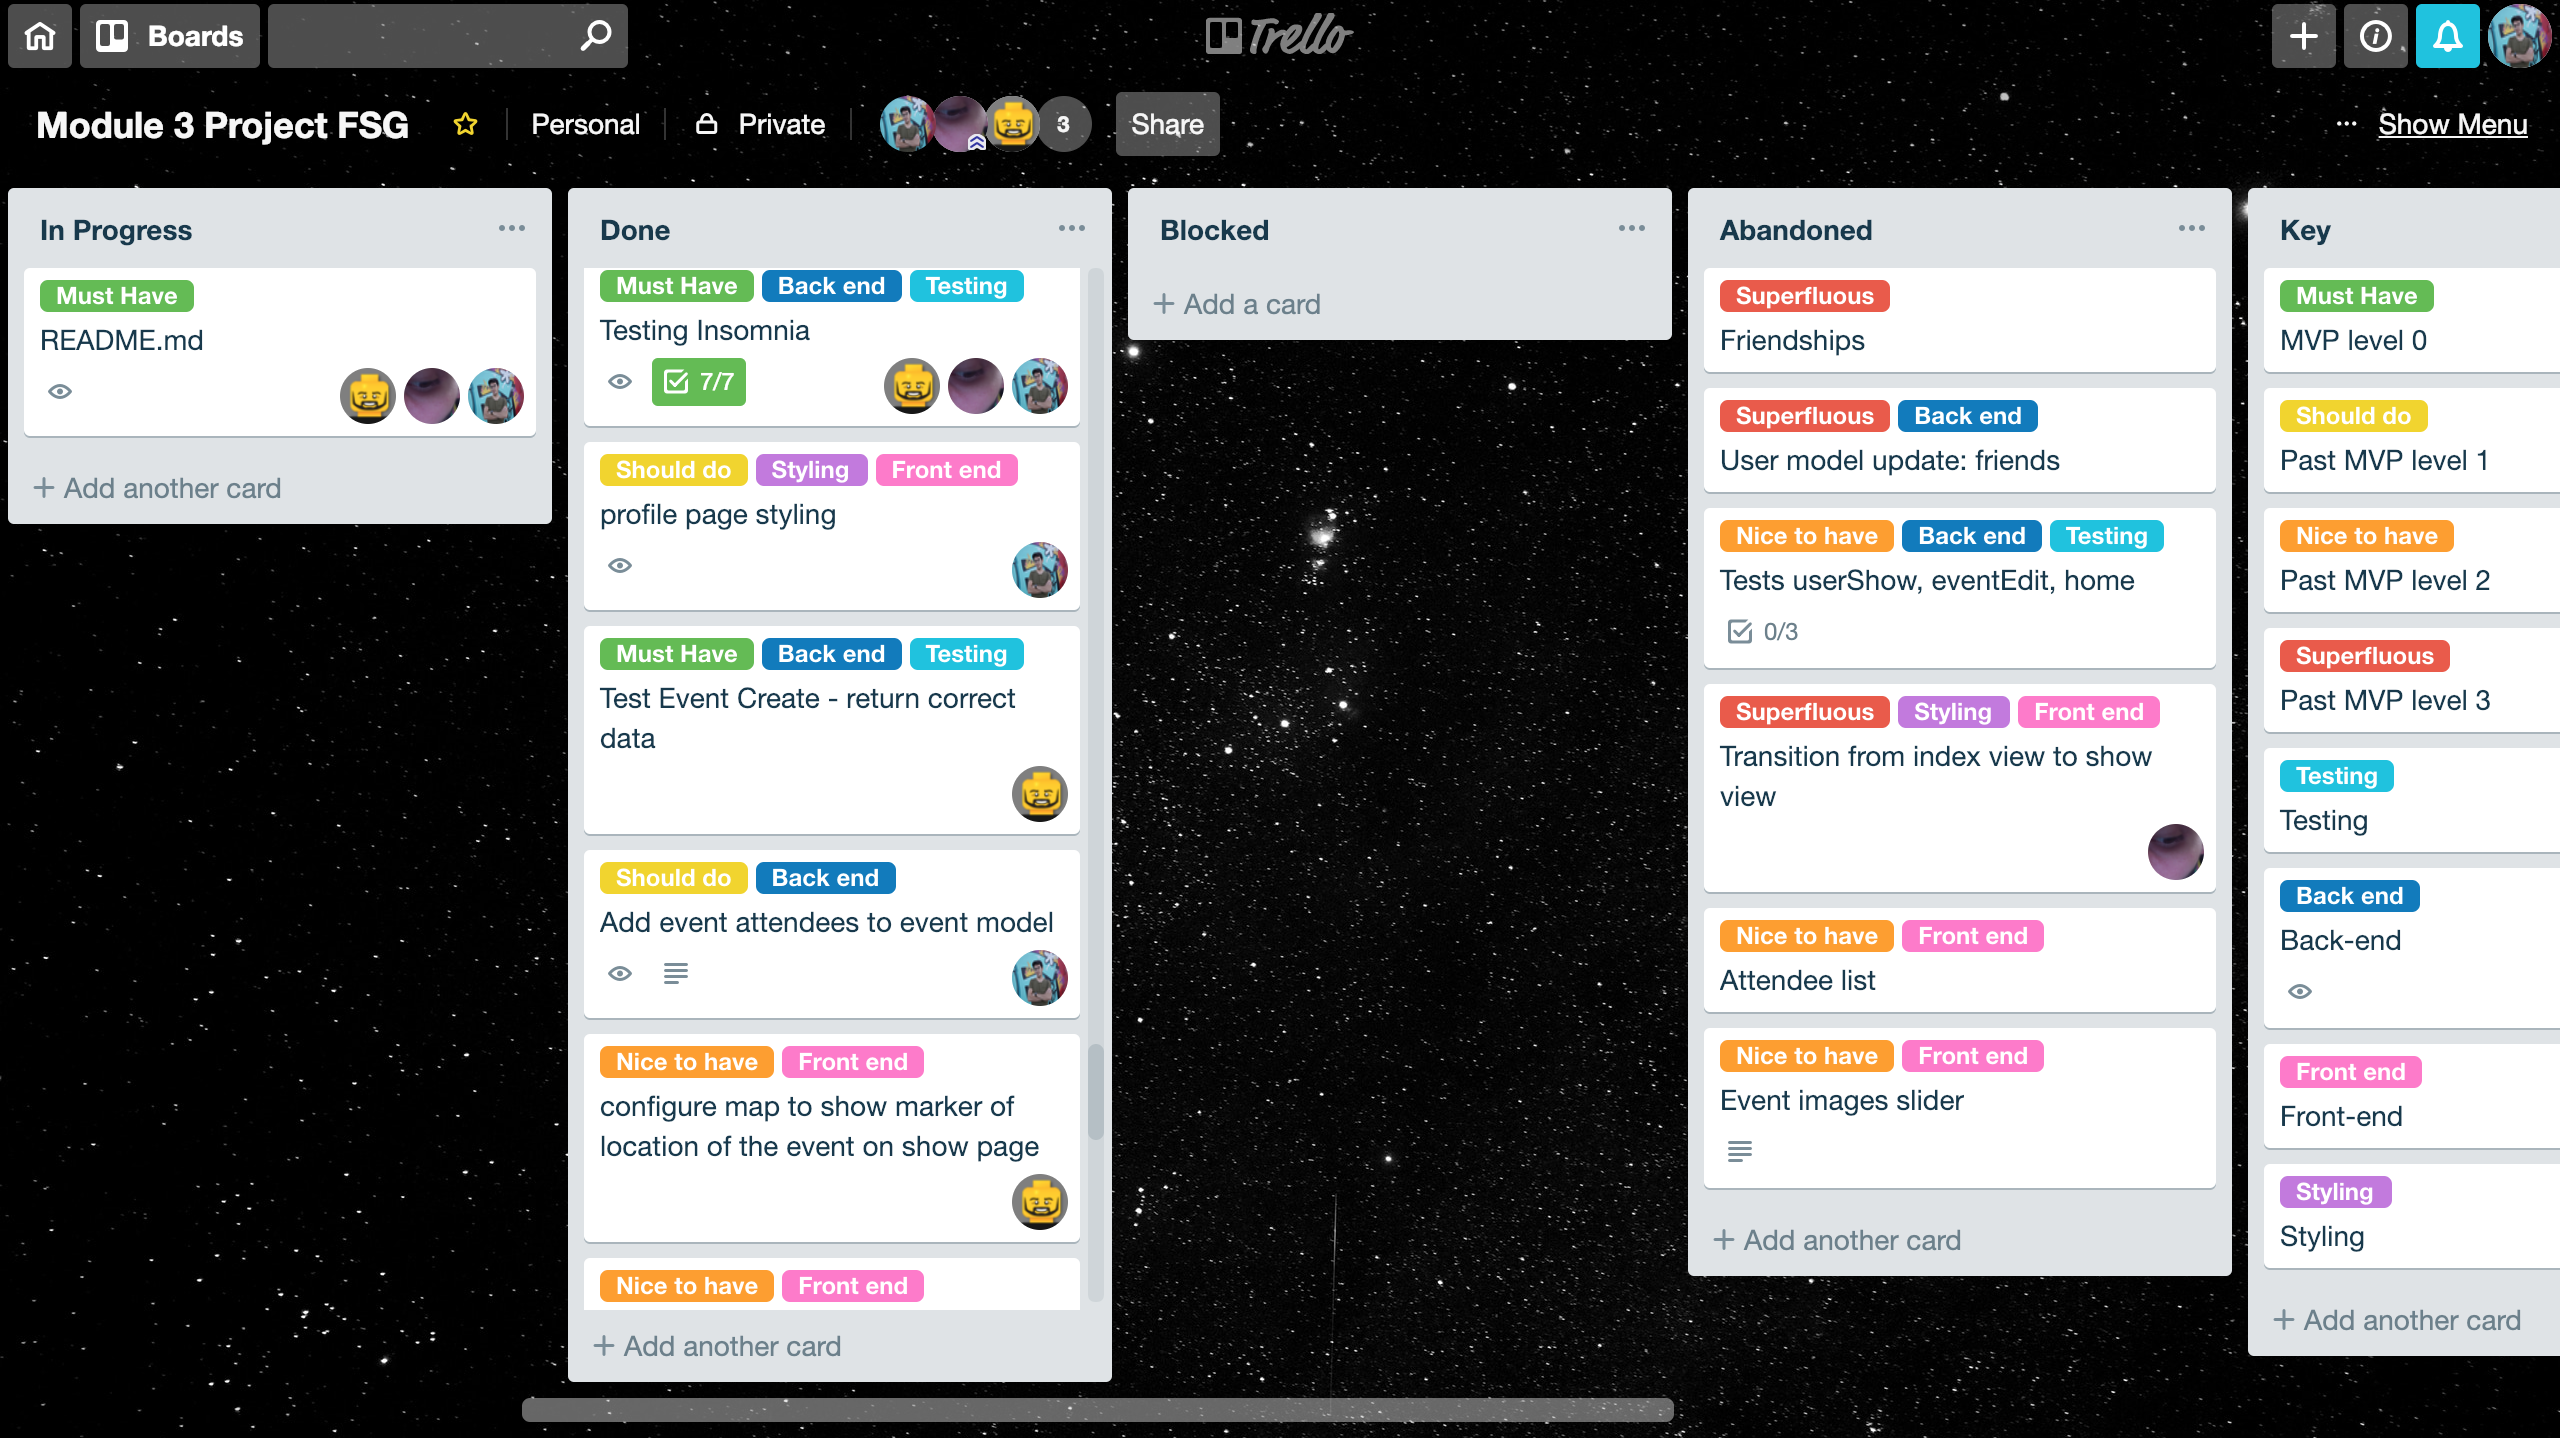 Boards
Trello
Module 3 Project FSG
Personal
Private
3
Share
Show Menu
In Progress
Must Have
README.md
+ Add another card
Done
Must Have Back end Testing
Testing Insomnia
7/7
Should do Styling Front end
profile page styling
Must Have Back end Testing
Test Event Create - return correct
data
Should do Back end
Add event attendees to event model
Nice to have Front end
configure map to show marker of
location of the event on show page
Nice to have Front end
+ Add another card
Blocked
+ Add a card
Abandoned
Superfluous
Friendships
Superfluous Back end
User model update: friends
Nice to have Back end Testing
Tests userShow, eventEdit, home
0/3
Superfluous Styling Front end
Transition from index view to show
view
Nice to have Front end
Attendee list
Nice to have Front end
Event images slider
+ Add another card
Key
Must Have
MVP level 0
Should do
Past MVP level 1
Nice to have
Past MVP level 2
Superfluous
Past MVP level 3
Testing
Testing
Back end
Back-end
Front end
Front-end
Styling
Styling
+ Add another card